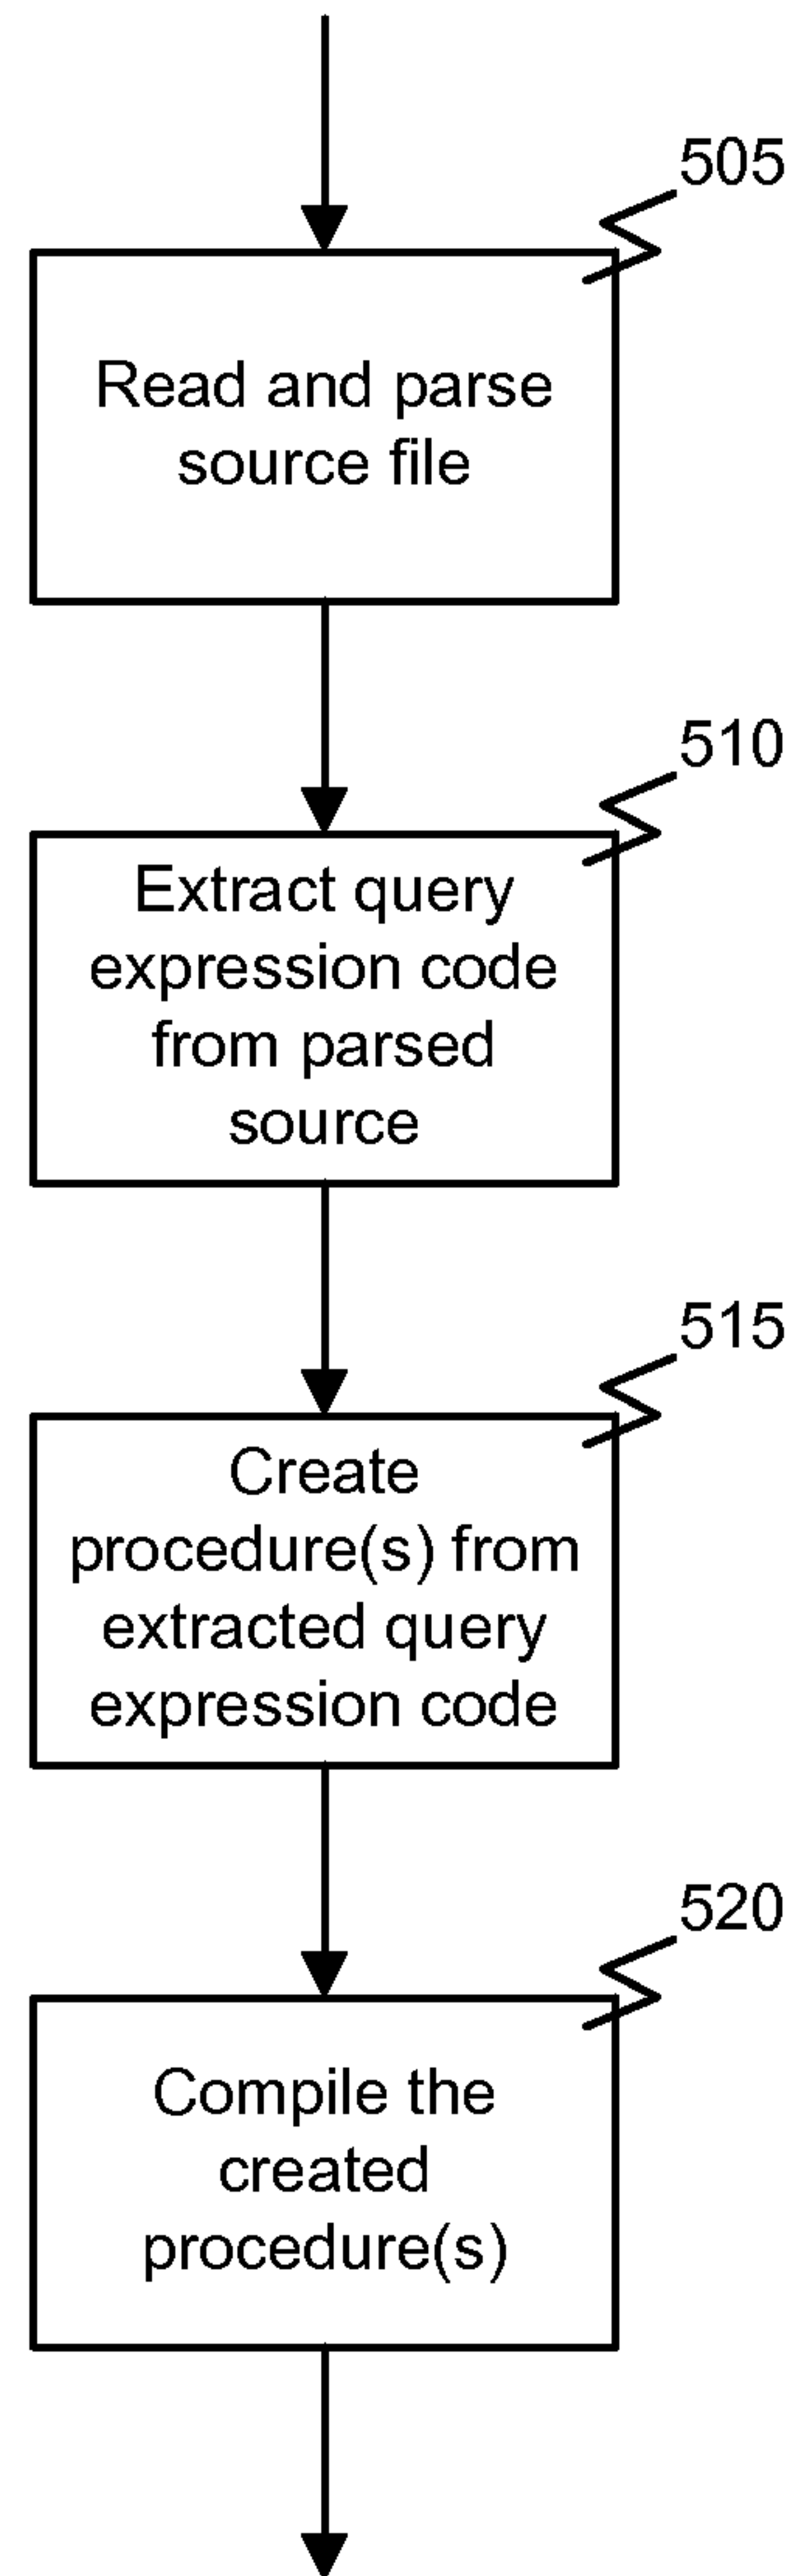 505
Read and parse
source file
510
Extract query
expression code
from parsed
source
515
Create
procedure(s) from
extracted query
expression code
520
Compile the
created
procedure(s)